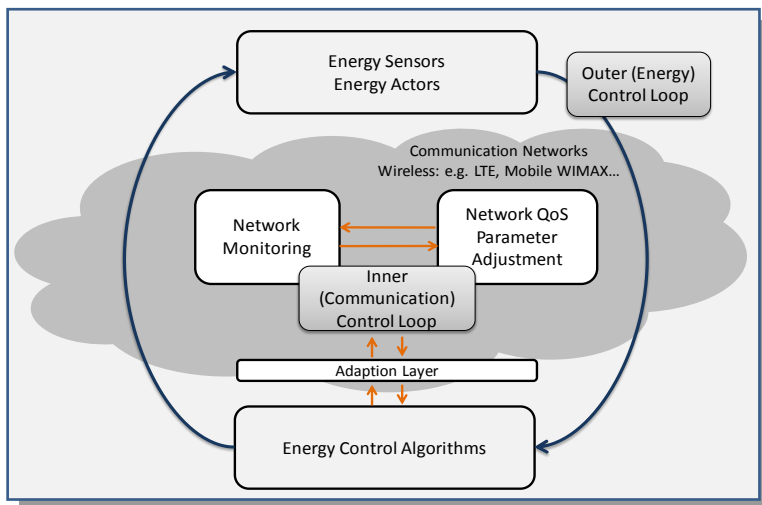 Energy Sensors
Energy Actors
Outer (Energy)
Control Loop
Communication Networks
Wireless: e.g. LTE, Mobile WIMAX...
Network
Monitoring
Network QoS
Parameter
Adjustment
Inner
(Communication)
Control Loop
Adaption Layer
Energy Control Algorithms